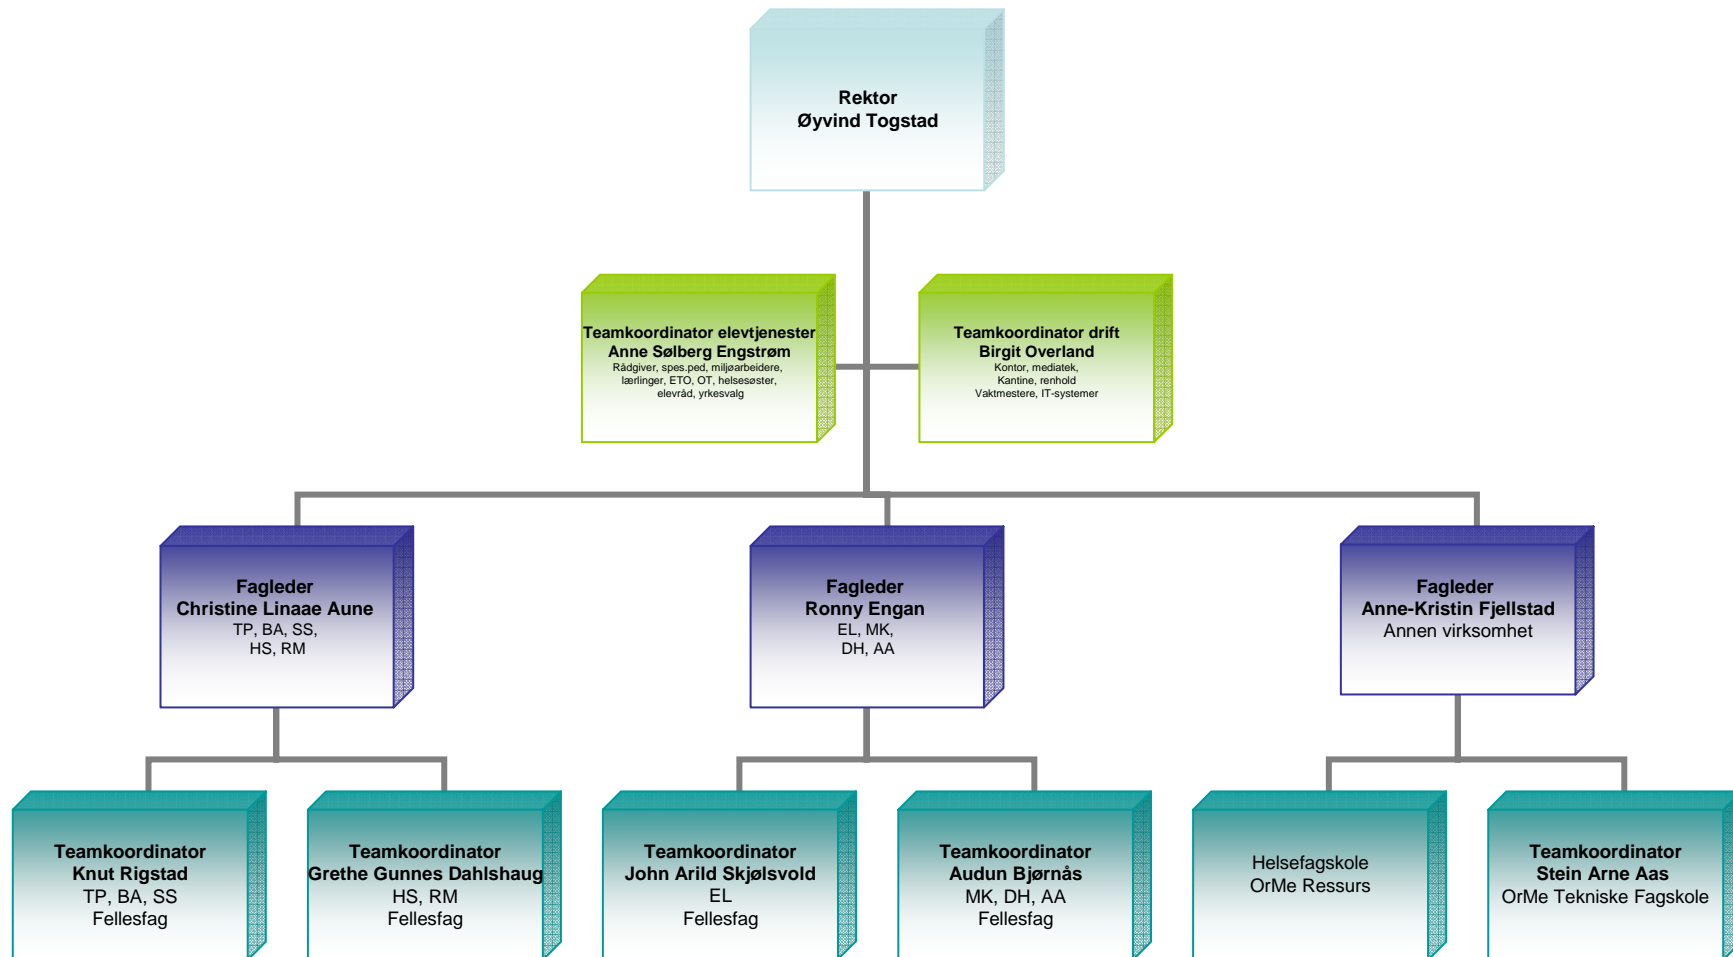 Rektor
Øyvind Togstad
Teamkoordinator elevtjenester
Anne Sølberg Engstrøm
Rådgiver, spes.ped, miljøarbeidere,
lærlinger, ETO, OT, helsesøster,
elevråd, yrkesvalg
Teamkoordinator drift
Birgit Overland
Kontor, mediatek,
Kantine, renhold
Vaktmestere, IT-systemer
Fagleder
Christine Linaae Aune
TP, BA, SS,
HS, RM
Fagleder
Ronny Engan
EL, MK,
DH, AA
Fagleder
Anne-Kristin Fjellstad
Annen virksomhet
Teamkoordinator
Knut Rigstad
TP, BA, SS
Fellesfag
Teamkoordinator
Grethe Gunnes Dahlshaug
HS, RM
Fellesfag
Teamkoordinator
John Arild Skjølsvold
EL
Fellesfag
Teamkoordinator
Audun Bjørnås
MK, DH, AA
Fellesfag
Helsefagskole
OrMe Ressurs
Teamkoordinator
Stein Arne Aas
OrMe Tekniske Fagskole